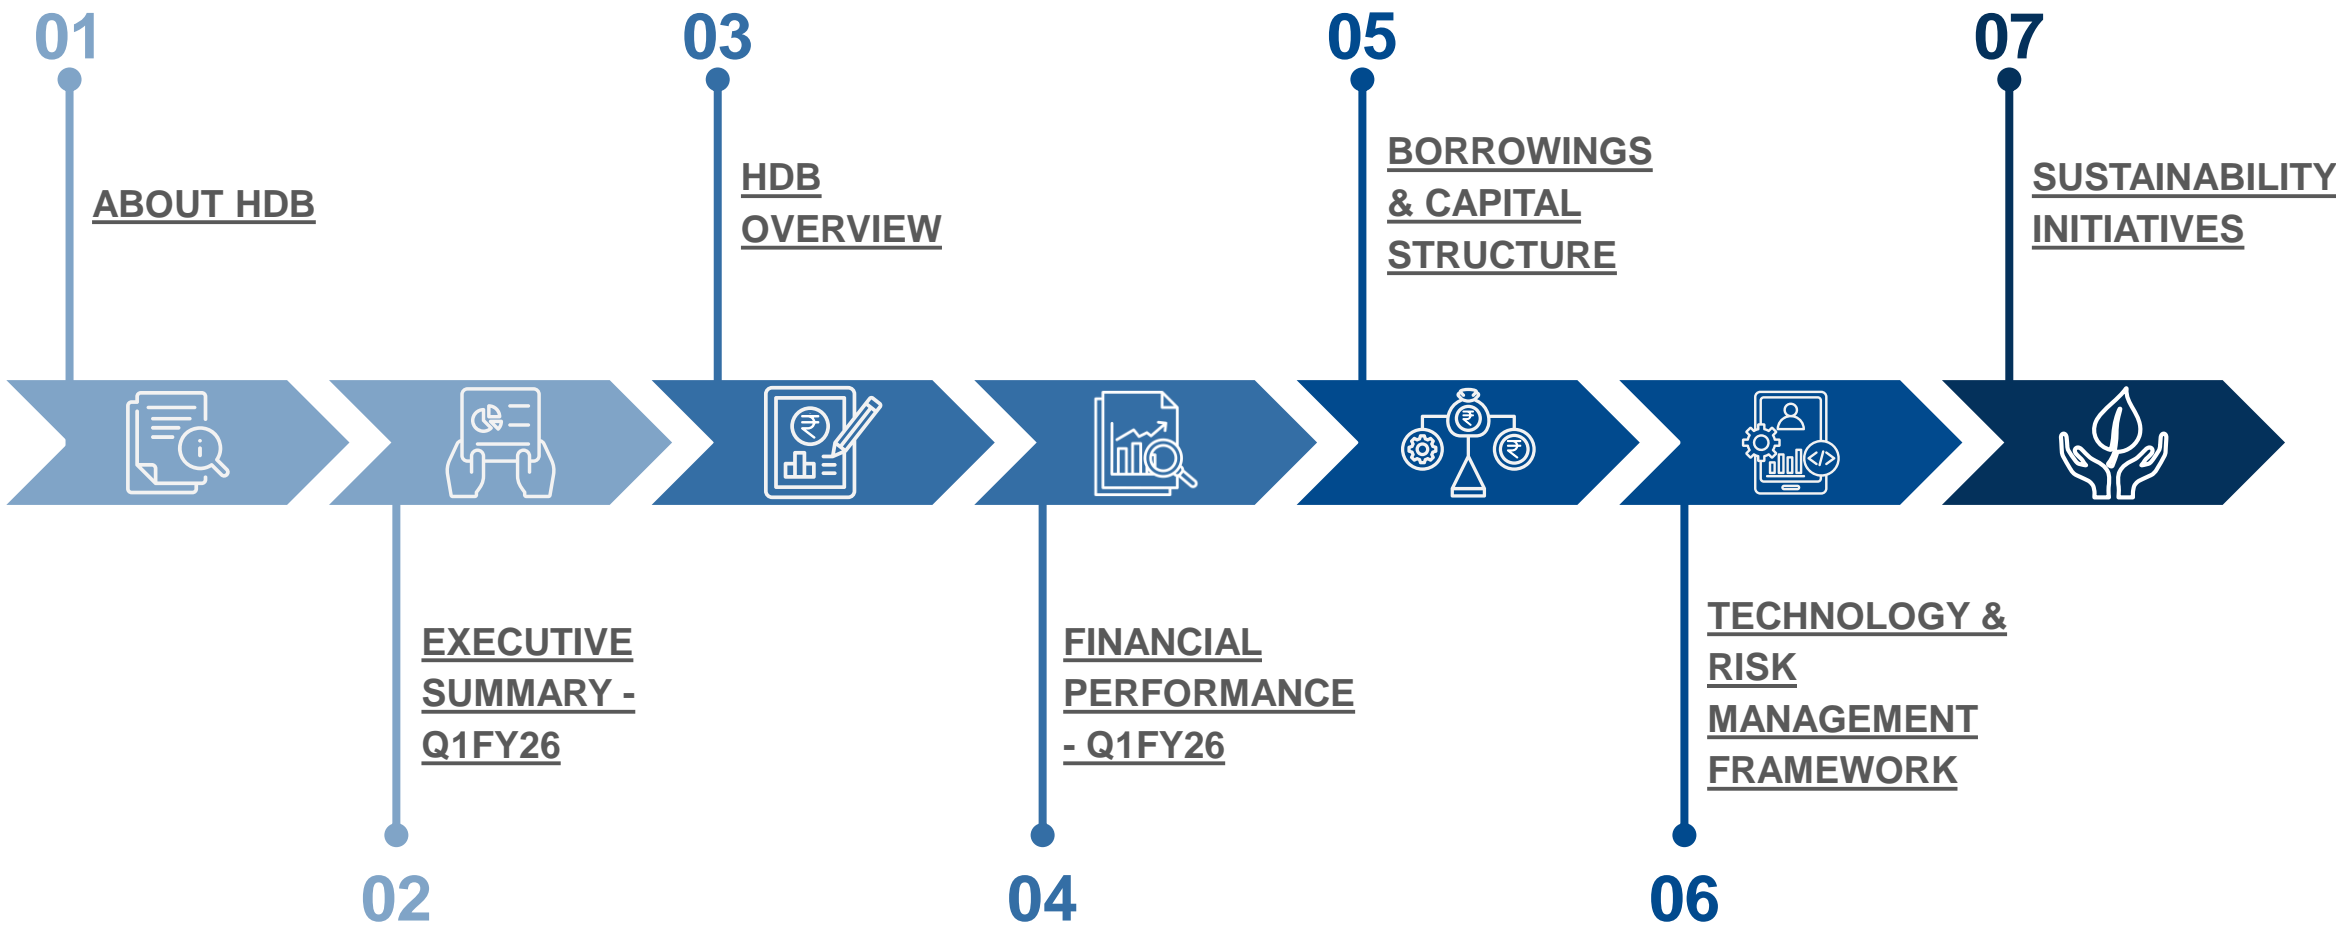 01
ABOUT HDB
02
EXECUTIVE
SUMMARY -
Q1FY26
03
HDB
OVERVIEW
04
FINANCIAL
PERFORMANCE
- Q1FY26
05
BORROWINGS
& CAPITAL
STRUCTURE
06
TECHNOLOGY &
RISK
MANAGEMENT
FRAMEWORK
07
SUSTAINABILITY
INITIATIVES